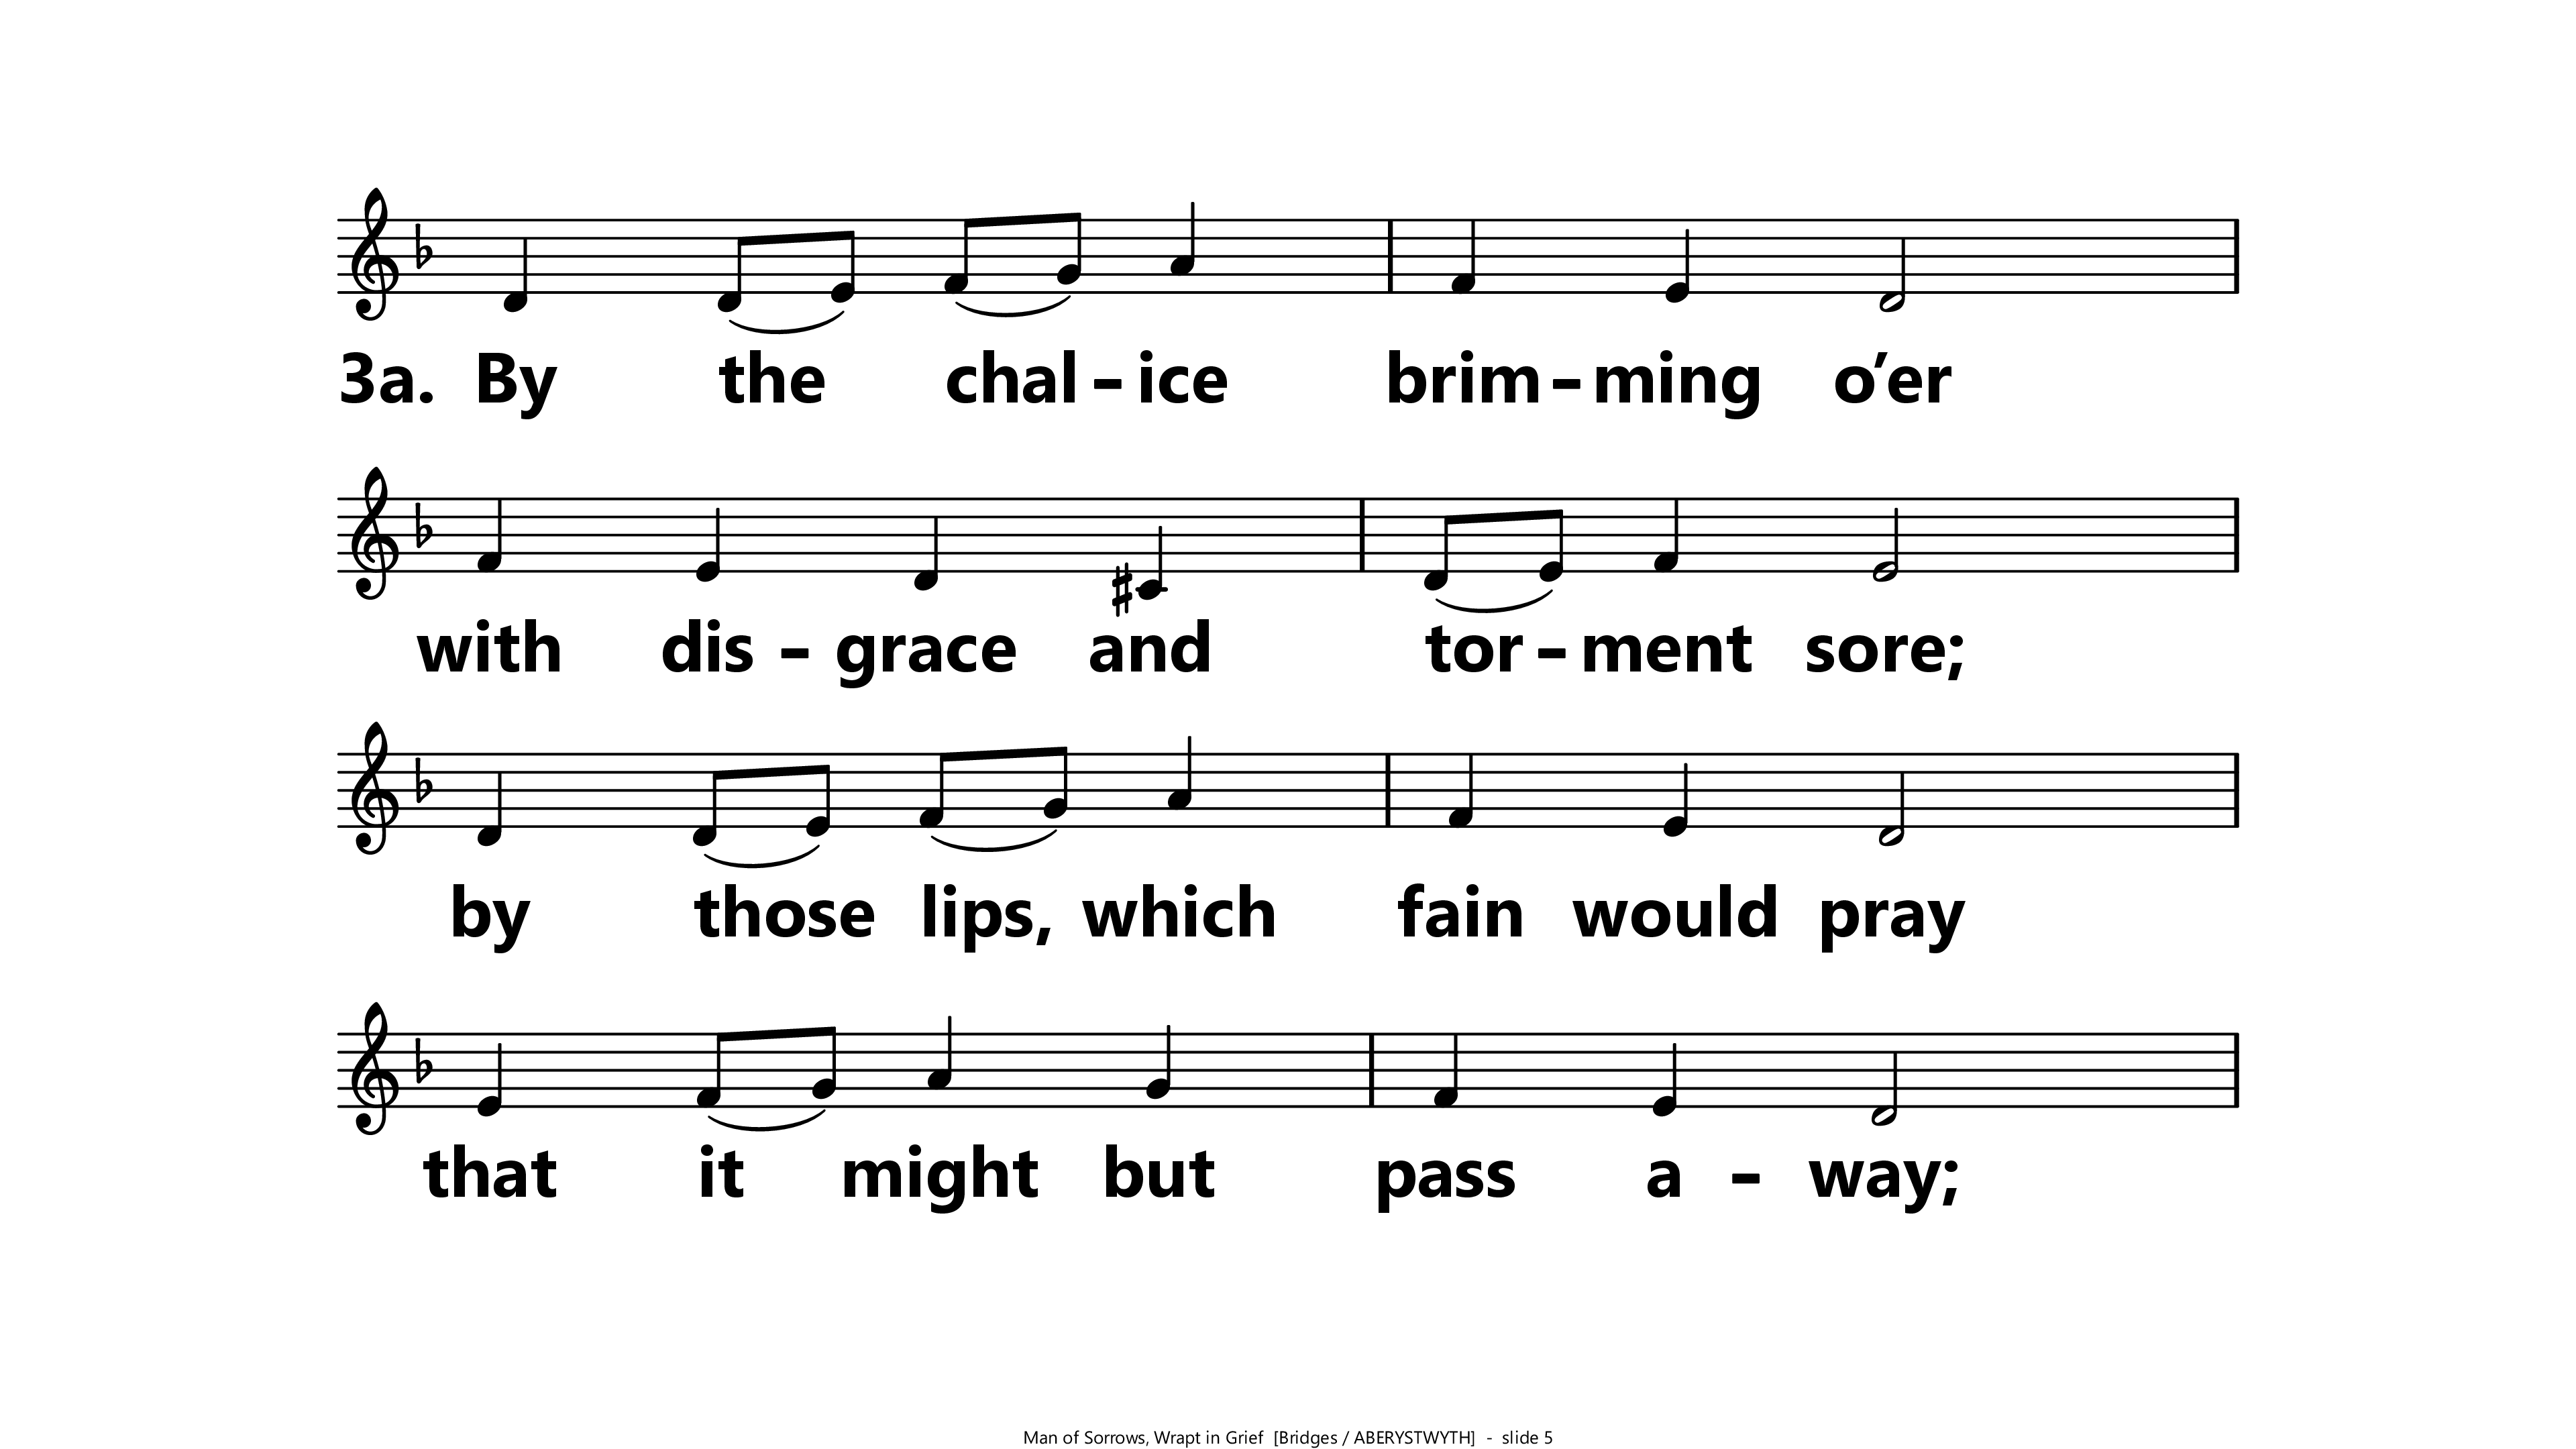 3a. By the chal – ice brim – ming o’er
with dis – grace and tor – ment sore;
by those lips, which fain would pray
that it might but pass a – way;
Man of Sorrows, Wrapt in Grief [Bridges / ABERYSTWYTH] - slide 5